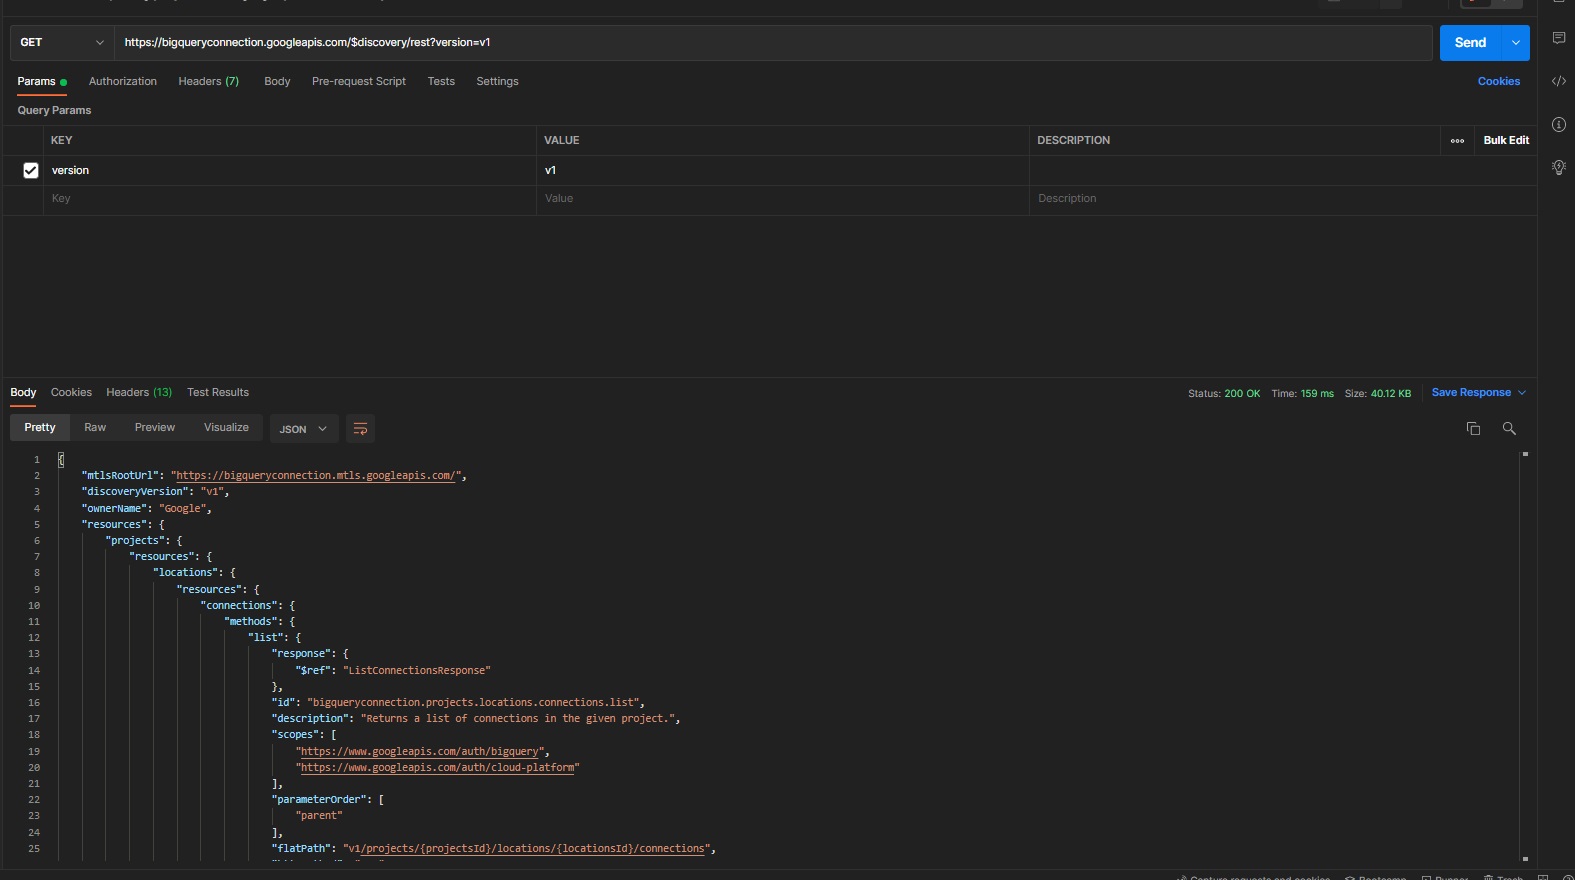 GET https://bigqueryconnection.googleapis.com/$discovery/rest?version=v1 Send
Params Authorization Headers (7) Body Pre-request Script Tests Settings Cookies
Query Params
KEY VALUE DESCRIPTION Bulk Edit
version v1
Key Value Description
Body Cookies Headers (13) Test Results Status: 200 OK Time: 159 ms Size: 40.12 KB Save Response
Pretty Raw Preview Visualize JSON
1 {
2 "mtlsRootUrl": "https://bigqueryconnection.mtls.googleapis.com/",
3 "discoveryVersion": "v1",
4 "ownerName": "Google",
5 "resources": {
6 "projects": {
7 "resources": {
8 "locations": {
9 "resources": {
10 "connections": {
11 "methods": {
12 "list": {
13 "response": {
14 "$ref": "ListConnectionsResponse"
15 },
16 "id": "bigqueryconnection.projects.locations.connections.list",
17 "description": "Returns a list of connections in the given project.",
18 "scopes": [
19 "https://www.googleapis.com/auth/bigquery",
20 "https://www.googleapis.com/auth/cloud-platform"
21 ],
22 "parameterOrder": [
23 "parent"
24 ],
25 "flatPath": "v1/projects/{projectsId}/locations/{locationsId}/connections",
Capture requests and cookies Bootcamp Runner Trash